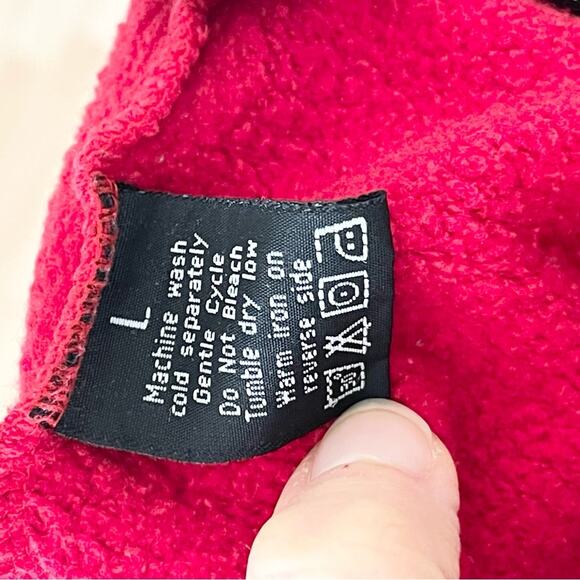 L
Machine wash
cold separately
Gentle Cycle
Do Not Bleach
Tumble dry low
Warm iron on
reverse side